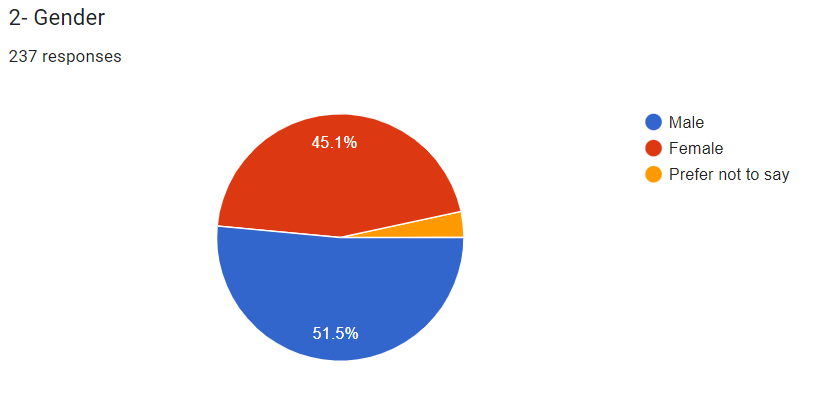 2- Gender
237 responses
45.1%
51.5%
Male
Female
Prefer not to say